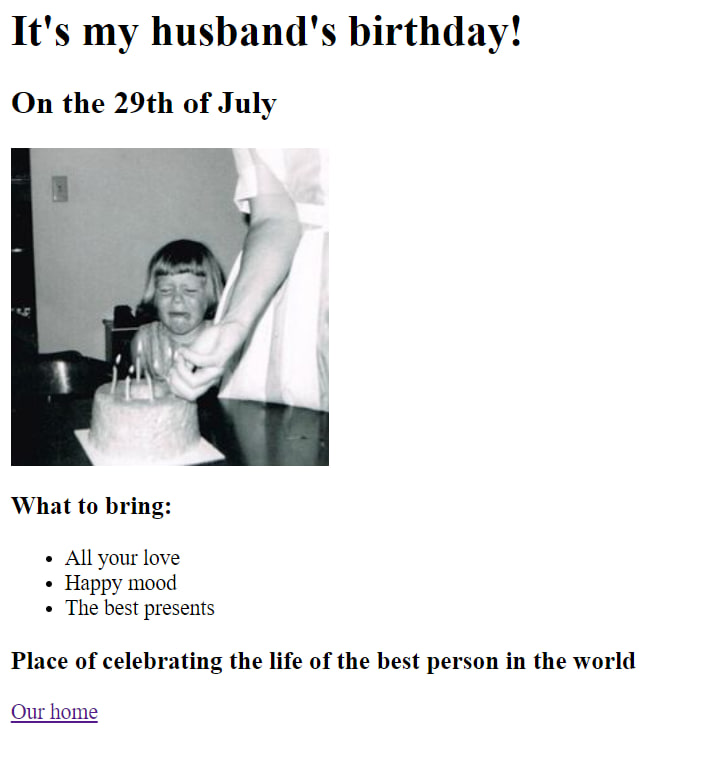 It's my husband's birthday!
On the 29th of July
What to bring:
All your love
Happy mood
The best presents
Place of celebrating the life of the best person in the world
Our home